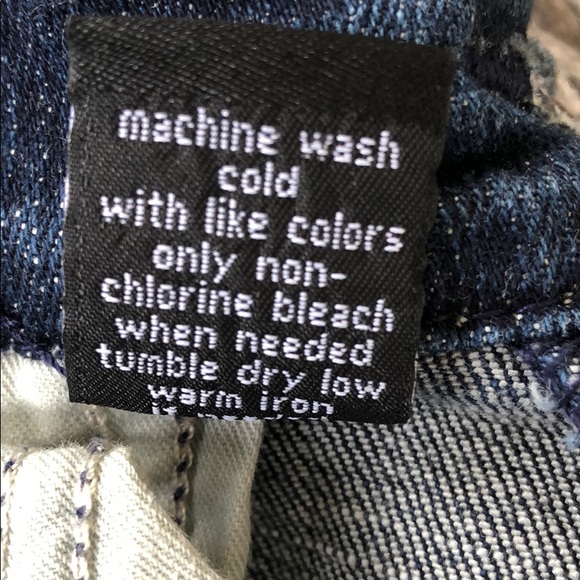 machine wash
cold
with like colors
only non-
chlorine bleach
when needed
tumble dry low
warm iron